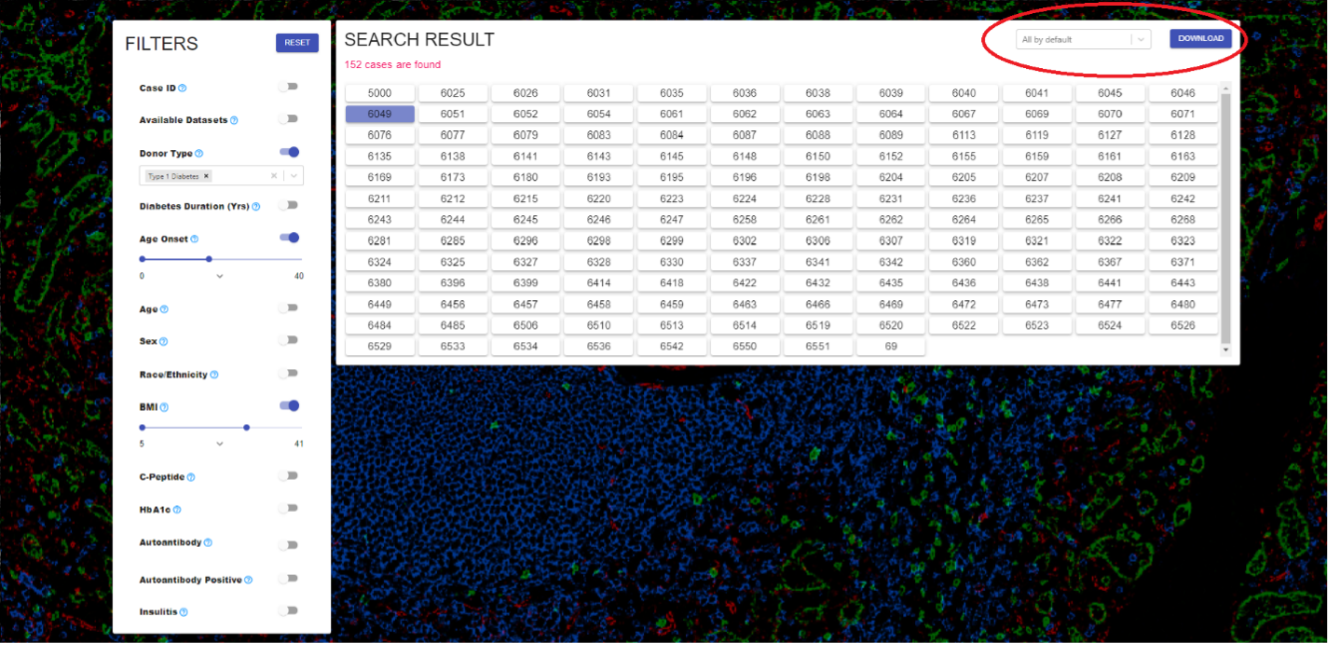 FILTERS
RESET
Case ID
Available Datasets
Donor Type
Type 1 Diabetes ×
Diabetes Duration (Yrs)
Age Onset
0 40
Age
Sex
Race/Ethnicity
BMI
5 41
C-Peptide
HbA1c
Autoantibody
Autoantibody Positive
Insulitis
SEARCH RESULT
All by default
DOWNLOAD
152 cases are found
5000 6025 6026 6031 6035 6036 6038 6039 6040 6041 6045 6046
6049 6051 6052 6054 6061 6062 6063 6064 6067 6069 6070 6071
6076 6077 6079 6083 6084 6087 6088 6089 6113 6119 6127 6128
6135 6138 6141 6143 6145 6148 6150 6152 6155 6159 6161 6163
6169 6173 6180 6193 6195 6196 6198 6204 6205 6207 6208 6209
6211 6212 6215 6220 6223 6224 6228 6231 6236 6237 6241 6242
6243 6244 6245 6246 6247 6258 6261 6262 6264 6265 6266 6268
6281 6285 6296 6298 6299 6302 6306 6307 6319 6321 6322 6323
6324 6325 6327 6328 6330 6337 6341 6342 6360 6362 6367 6371
6380 6396 6399 6414 6418 6422 6432 6435 6436 6438 6441 6443
6449 6456 6457 6458 6459 6463 6466 6469 6472 6473 6477 6480
6484 6485 6506 6510 6513 6514 6519 6520 6522 6523 6524 6526
6529 6533 6534 6536 6542 6550 6551 69